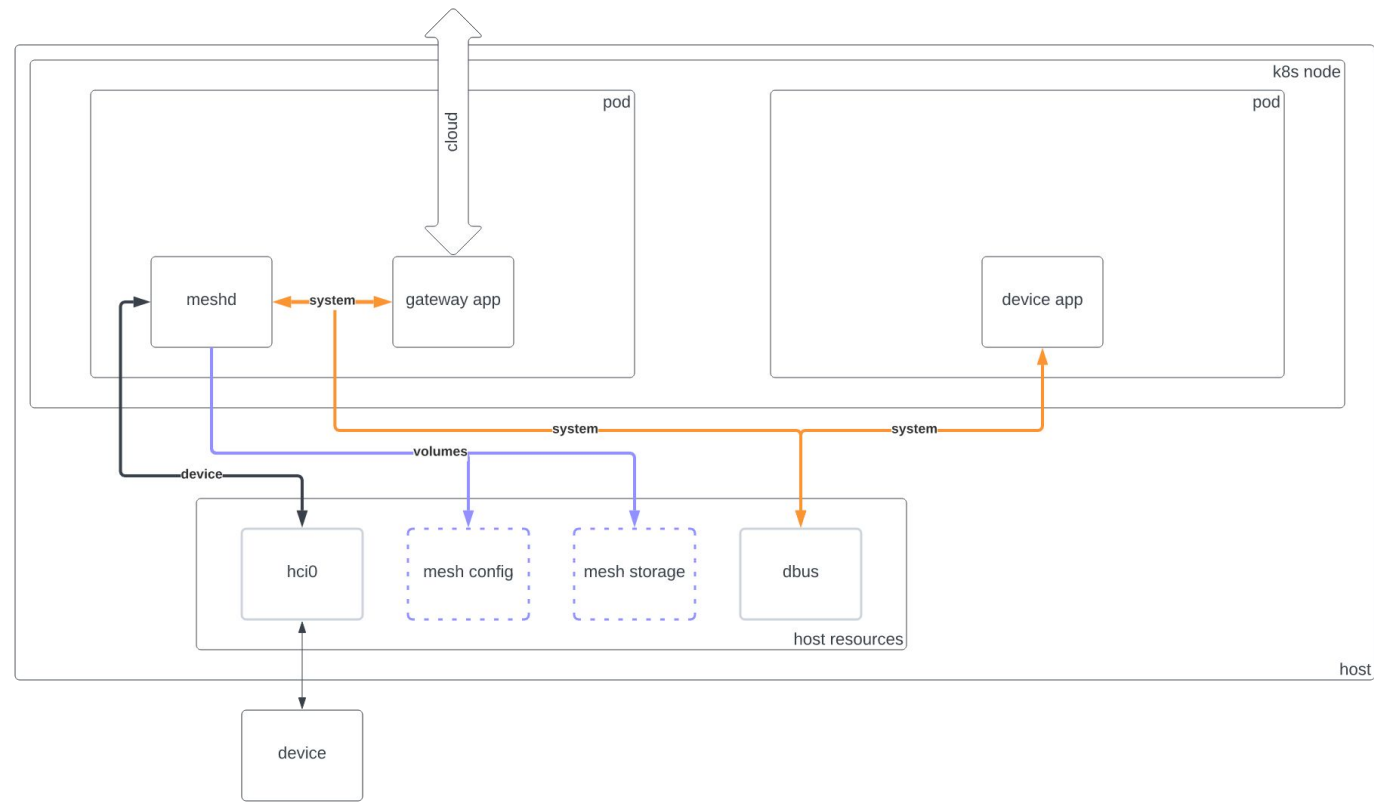 k8s node
pod
pod
cloud
meshd
system
gateway app
device app
system
system
volumes
device
hci0
mesh config
mesh storage
dbus
host resources
host
device